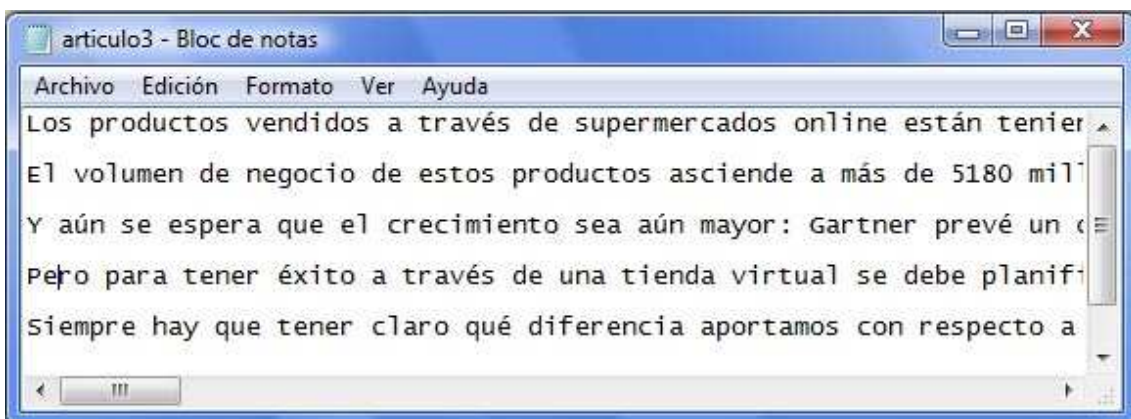 articulo3 - Bloc de notas
Archivo Edición Formato Ver Ayuda
Los productos vendidos a través de supermercados online están
El volumen de negocio de estos productos asciende a más de 5180
Y aún se espera que el crecimiento sea aún mayor: Gartner prevé un
Pero para tener éxito a través de una tienda virtual se debe
Siempre hay que tener claro qué diferencia aportamos con respecto a